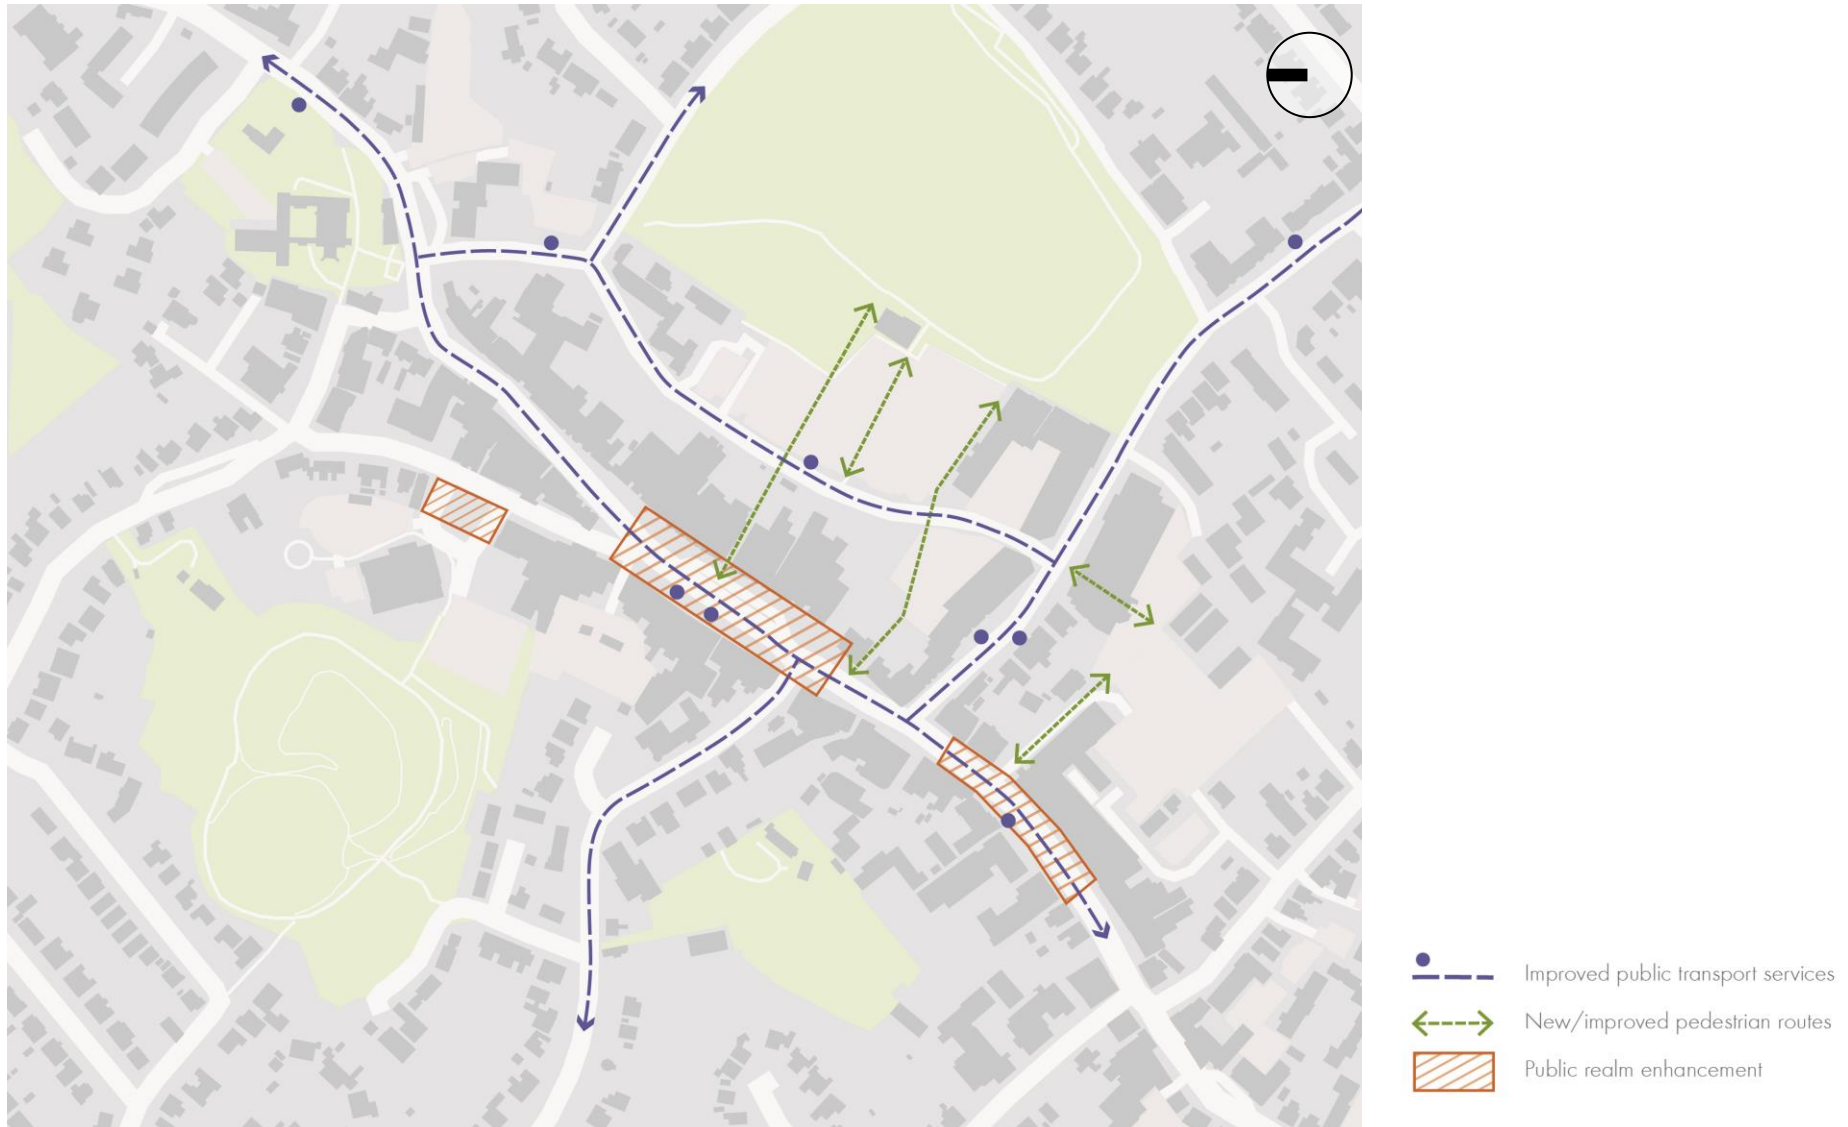 Improved public transport services
New/improved pedestrian routes
Public realm enhancement